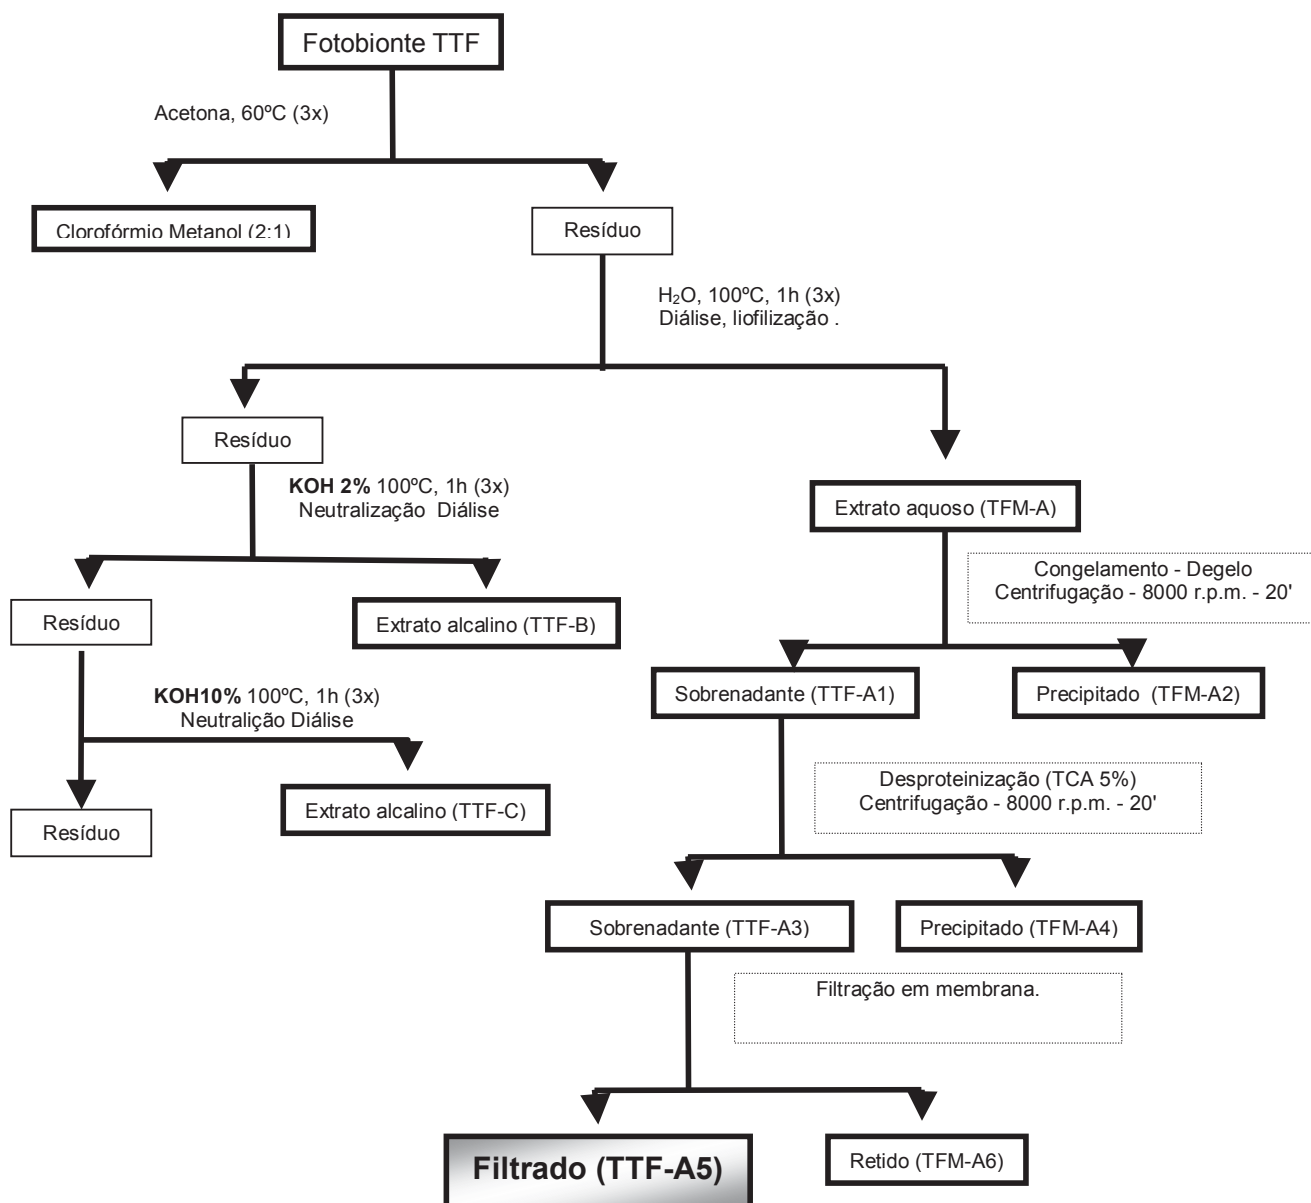 Fotobionte TTF
Acetona, 60ºC (3x)
Clorofórmio Metanol (2:1)
Resíduo
H₂O, 100ºC, 1h (3x)
Diálise, liofilização .
Resíduo
KOH 2% 100ºC, 1h (3x)
Neutralização Diálise
Extrato aquoso (TFM-A)
Congelamento - Degelo
Centrifugação - 8000 r.p.m. - 20'
Resíduo
Extrato alcalino (TTF-B)
Sobrenadante (TTF-A1)
Precipitado (TFM-A2)
KOH10% 100ºC, 1h (3x)
Neutralição Diálise
Desproteinização (TCA 5%)
Centrifugação - 8000 r.p.m. - 20'
Resíduo
Extrato alcalino (TTF-C)
Sobrenadante (TTF-A3)
Precipitado (TFM-A4)
Filtração em membrana.
Filtrado (TTF-A5)
Retido (TFM-A6)